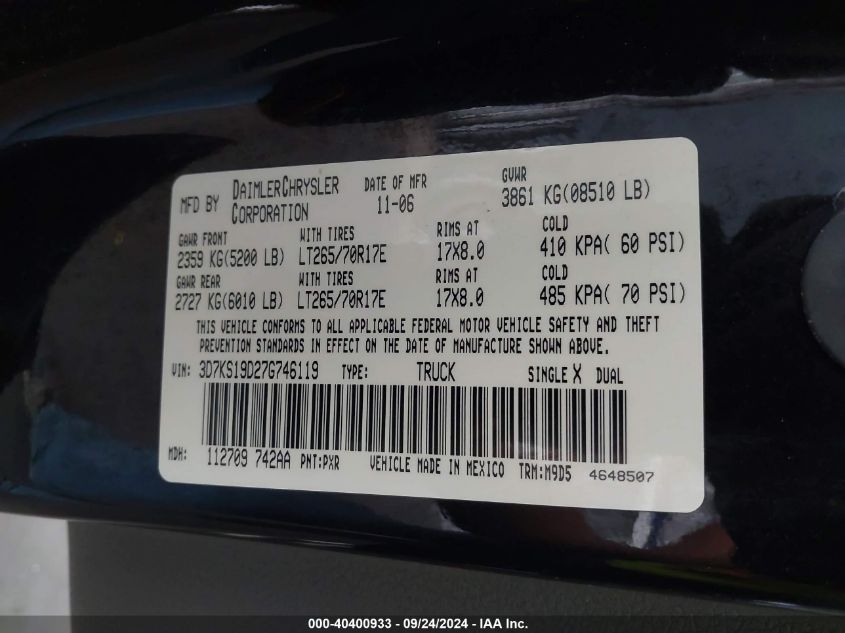 MFD BY DAIMLERCHRYSLER CORPORATION DATE OF MFR 11-06 GVWR 3861 KG(08510 LB)
GAWR FRONT WITH TIRES RIMS AT COLD
2359 KG(5200 LB) LT265/70R17E 17X8.0 410 KPA( 60 PSI)
GAWR REAR WITH TIRES RIMS AT COLD
2727 KG(6010 LB) LT265/70R17E 17X8.0 485 KPA( 70 PSI)
THIS VEHICLE CONFORMS TO ALL APPLICABLE FEDERAL MOTOR VEHICLE SAFETY AND THEFT
PREVENTION STANDARDS IN EFFECT ON THE DATE OF MANUFACTURE SHOWN ABOVE.
VIN: 3D7KS19D27G746119 TYPE: TRUCK SINGLE X DUAL
MDH: 112709 742AA PNT:PXR VEHICLE MADE IN MEXICO TRM:M9D5 4648507
000-40400933 - 09/24/2024 - IAA Inc.